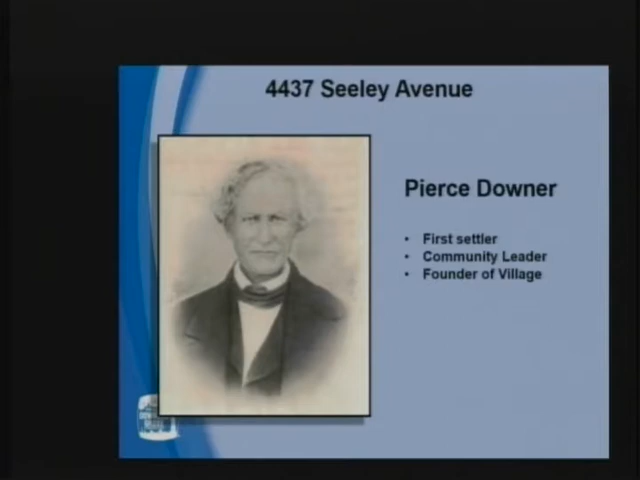 4437 Seeley Avenue
Pierce Downer
• First settler
• Community Leader
• Founder of Village